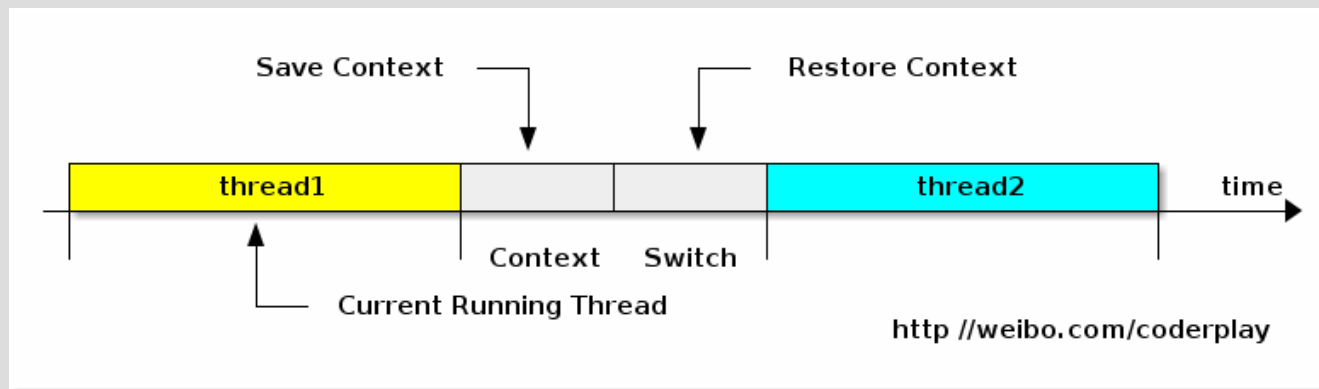 Save Context
Restore Context
thread1
thread2
time
Context Switch
Current Running Thread
http //weibo.com/coderplay